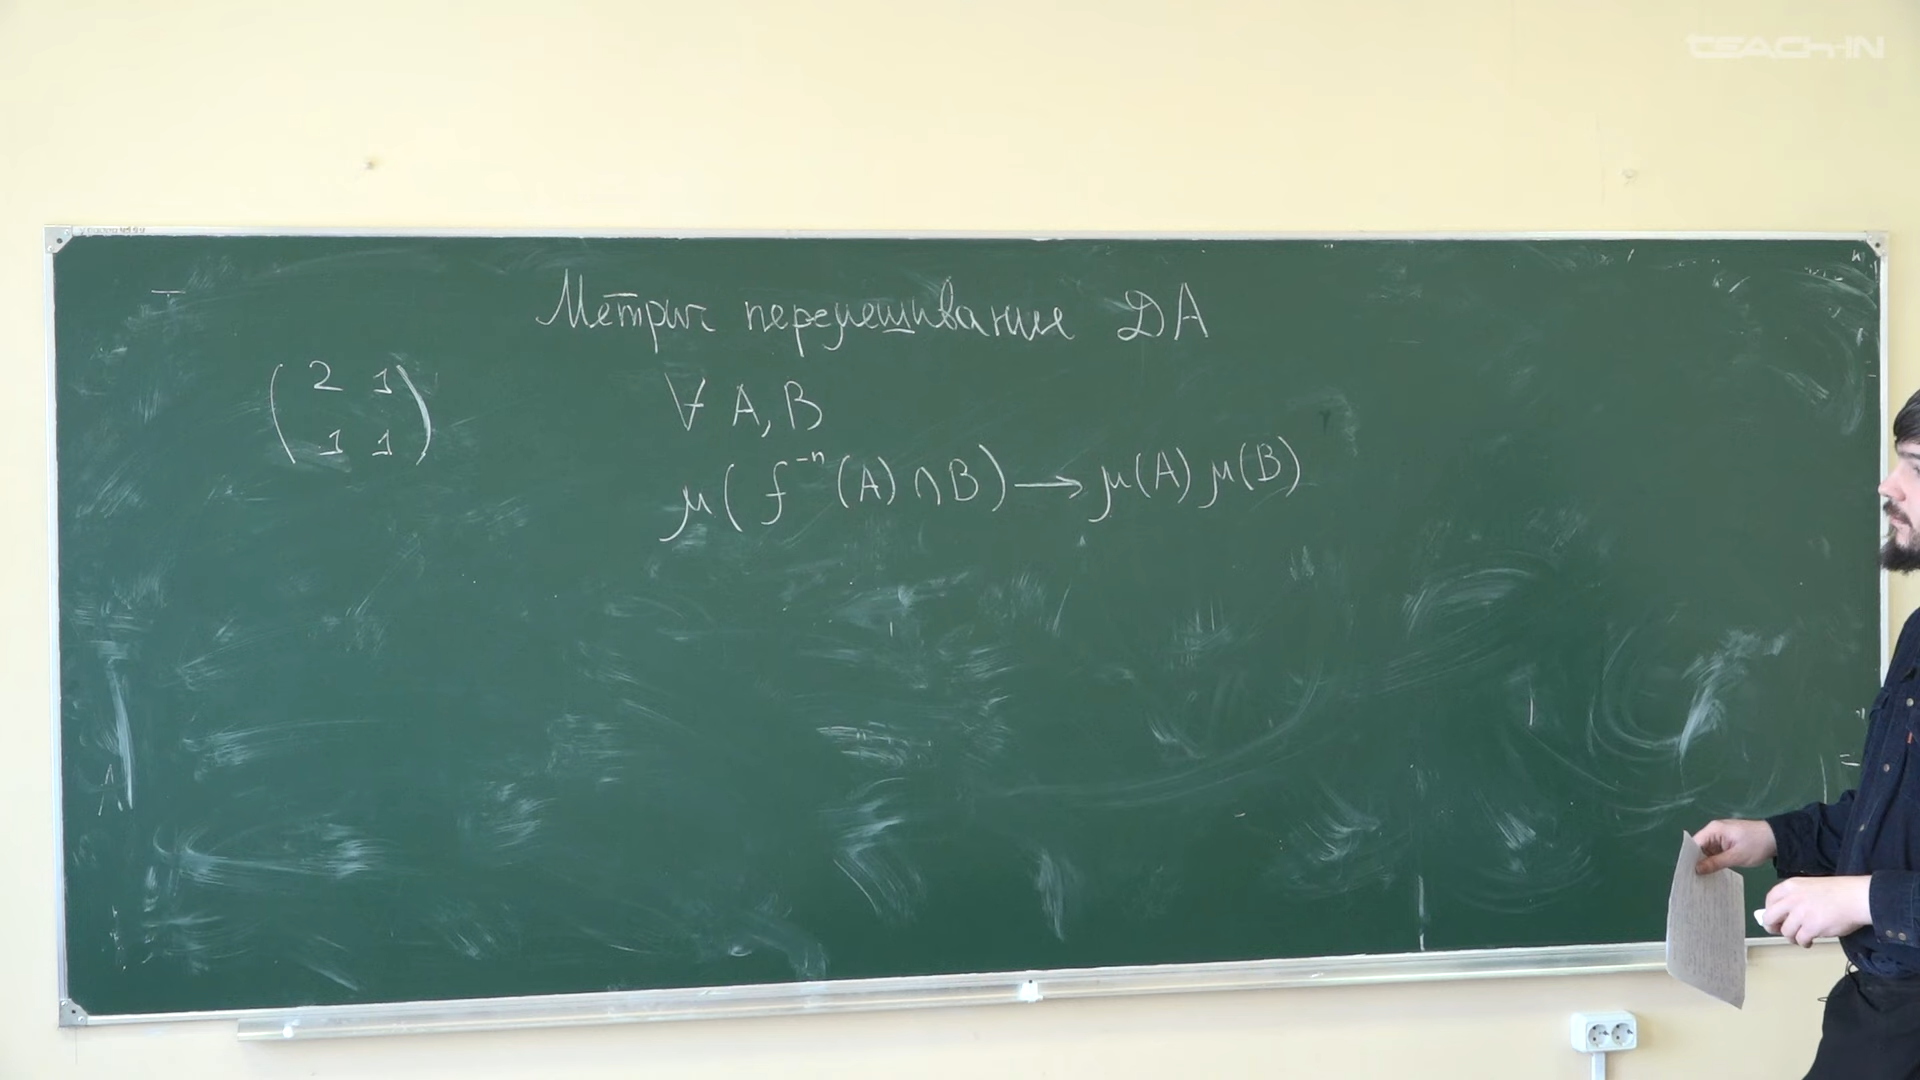 TEACH-IN
Метрич перемешивание ДА
( 2 1
1 1 )
∀ A, B
μ( f⁻ⁿ(A) ∩ B) → μ(A) μ(B)